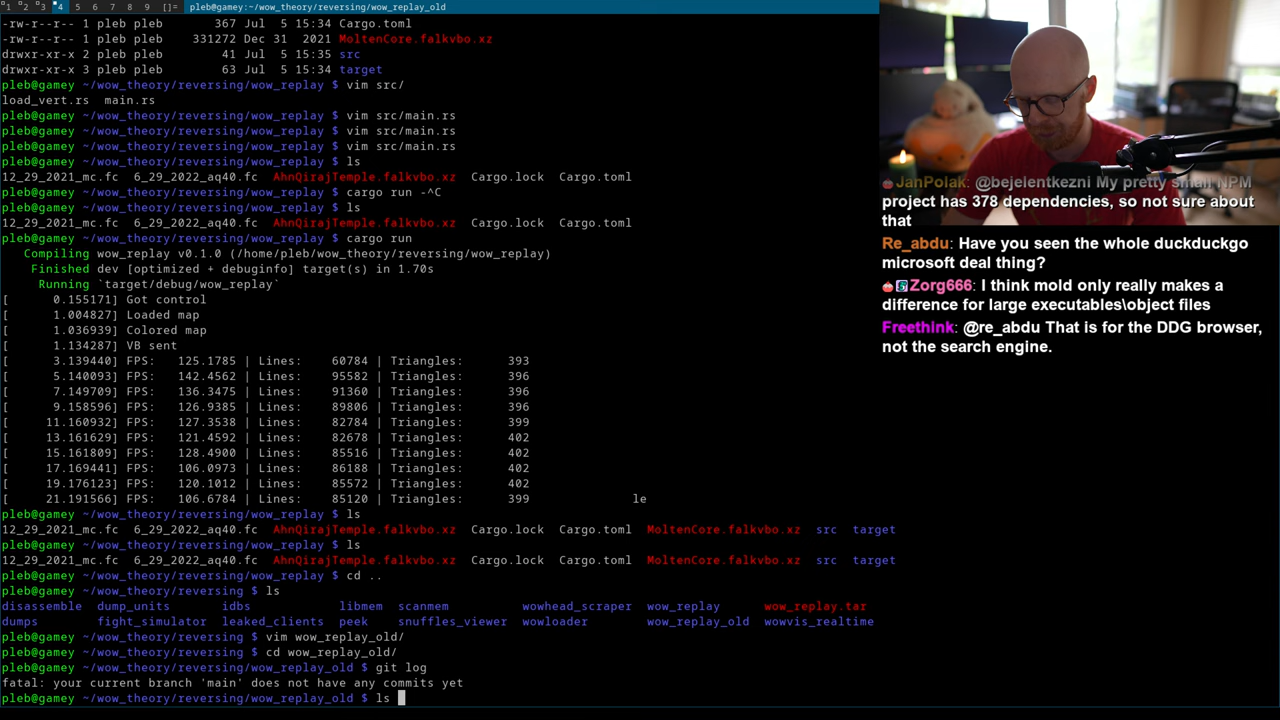 1 2 3 4 5 6 7 8 9 []= pleb@gamey:~/wow_theory/reversing/wow_replay_old
-rw-r--r-- 1 pleb pleb 367 Jul 5 15:34 Cargo.toml
-rw-r--r-- 1 pleb pleb 331272 Dec 31 2021 MoltenCore.falkvbo.xz
drwxr-xr-x 2 pleb pleb 41 Jul 5 15:35 src
drwxr-xr-x 3 pleb pleb 63 Jul 5 15:34 target
pleb@gamey ~/wow_theory/reversing/wow_replay $ vim src/
load_vert.rs main.rs
pleb@gamey ~/wow_theory/reversing/wow_replay $ vim src/main.rs
pleb@gamey ~/wow_theory/reversing/wow_replay $ vim src/main.rs
pleb@gamey ~/wow_theory/reversing/wow_replay $ vim src/main.rs
pleb@gamey ~/wow_theory/reversing/wow_replay $ ls
12_29_2021_mc.fc 6_29_2022_aq40.fc AhnQirajTemple.falkvbo.xz Cargo.lock Cargo.toml
pleb@gamey ~/wow_theory/reversing/wow_replay $ cargo run -^C
pleb@gamey ~/wow_theory/reversing/wow_replay $ ls
12_29_2021_mc.fc 6_29_2022_aq40.fc AhnQirajTemple.falkvbo.xz Cargo.lock Cargo.toml
pleb@gamey ~/wow_theory/reversing/wow_replay $ cargo run
Compiling wow_replay v0.1.0 (/home/pleb/wow_theory/reversing/wow_replay)
Finished dev [optimized + debuginfo] target(s) in 1.70s
Running `target/debug/wow_replay`
[ 0.155171] Got control
[ 1.004827] Loaded map
[ 1.036939] Colored map
[ 1.134287] VB sent
[ 3.139440] FPS: 125.1785 | Lines: 60784 | Triangles: 393
[ 5.140093] FPS: 142.4562 | Lines: 95582 | Triangles: 396
[ 7.149709] FPS: 136.3475 | Lines: 91360 | Triangles: 396
[ 9.158596] FPS: 126.9385 | Lines: 89806 | Triangles: 396
[ 11.160932] FPS: 127.3538 | Lines: 82784 | Triangles: 399
[ 13.161629] FPS: 121.4592 | Lines: 82678 | Triangles: 402
[ 15.161809] FPS: 128.4900 | Lines: 85516 | Triangles: 402
[ 17.169441] FPS: 106.0973 | Lines: 86188 | Triangles: 402
[ 19.176123] FPS: 120.1012 | Lines: 85572 | Triangles: 402
[ 21.191566] FPS: 106.6784 | Lines: 85120 | Triangles: 399 le
pleb@gamey ~/wow_theory/reversing/wow_replay $ ls
12_29_2021_mc.fc 6_29_2022_aq40.fc AhnQirajTemple.falkvbo.xz Cargo.lock Cargo.toml MoltenCore.falkvbo.xz src target
pleb@gamey ~/wow_theory/reversing/wow_replay $ ls
12_29_2021_mc.fc 6_29_2022_aq40.fc AhnQirajTemple.falkvbo.xz Cargo.lock Cargo.toml MoltenCore.falkvbo.xz src target
pleb@gamey ~/wow_theory/reversing/wow_replay $ cd ..
pleb@gamey ~/wow_theory/reversing $ ls
disassemble dump_units idbs libmem scanmem wowhead_scraper wow_replay wow_replay.tar
dumps fight_simulator leaked_clients peek snuffles_viewer wowloader wow_replay_old wowvis_realtime
pleb@gamey ~/wow_theory/reversing $ vim wow_replay_old/
pleb@gamey ~/wow_theory/reversing $ cd wow_replay_old/
pleb@gamey ~/wow_theory/reversing/wow_replay_old $ git log
fatal: your current branch 'main' does not have any commits yet
pleb@gamey ~/wow_theory/reversing/wow_replay_old $ ls
JanPolak: @bejelentkezni My pretty small NPM
project has 378 dependencies, so not sure about
that
Re_abdu: Have you seen the whole duckduckgo
microsoft deal thing?
Zorg666: I think mold only really makes a
difference for large executables\object files
Freethink: @re_abdu That is for the DDG browser,
not the search engine.